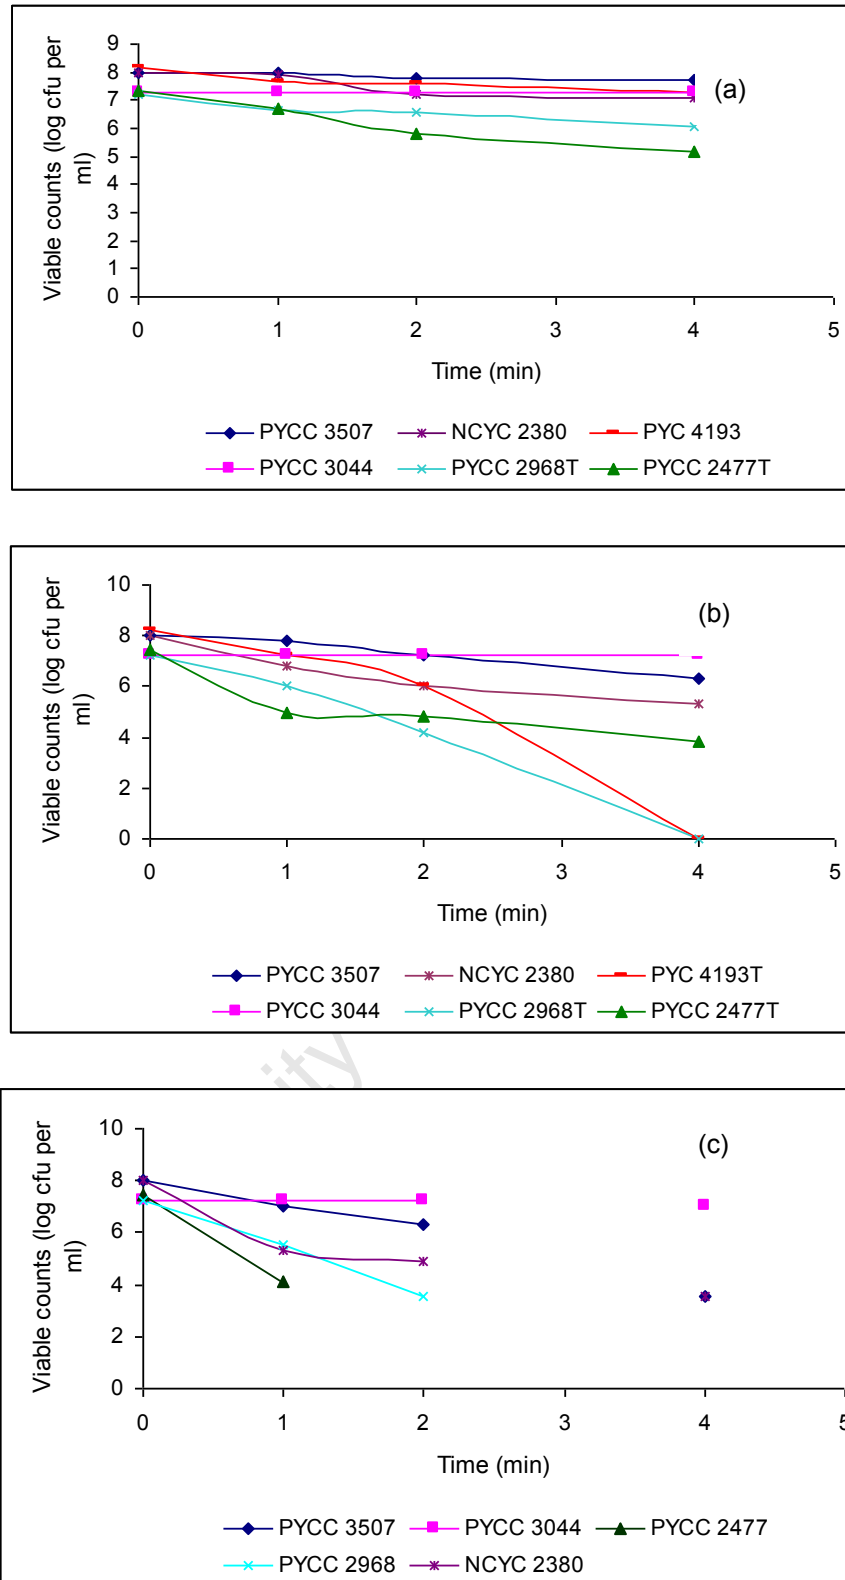 9
8
7
6
5
4
3
2
1
0
Viable counts (log cfu per
ml)
(a)
0 1 2 3 4 5
Time (min)
PYCC 3507 NCYC 2380 PYC 4193
PYCC 3044 PYCC 2968T PYCC 2477T
10
8
6
4
2
0
Viable counts (log cfu per
ml)
(b)
0 1 2 3 4 5
Time (min)
PYCC 3507 NCYC 2380 PYC 4193T
PYCC 3044 PYCC 2968T PYCC 2477T
ity
10
8
6
4
2
0
Viable counts (log cfu per
ml)
(c)
0 1 2 3 4 5
Time (min)
PYCC 3507 PYCC 3044 PYCC 2477
PYCC 2968 NCYC 2380